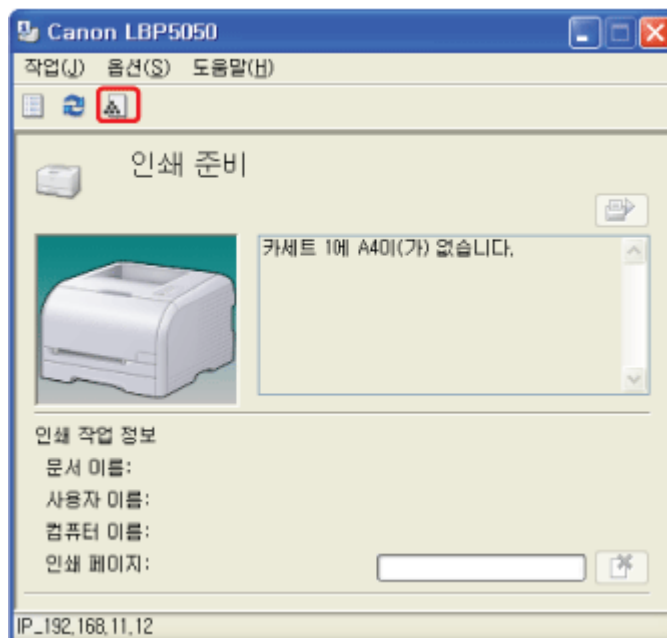 Canon LBP5050
작업(J) 옵션(S) 도움말(H)
인쇄 준비
카세트 1에 A4이(가) 없습니다.
인쇄 작업 정보
문서 이름:
사용자 이름:
컴퓨터 이름:
인쇄 페이지:
IP_192.168.11.12